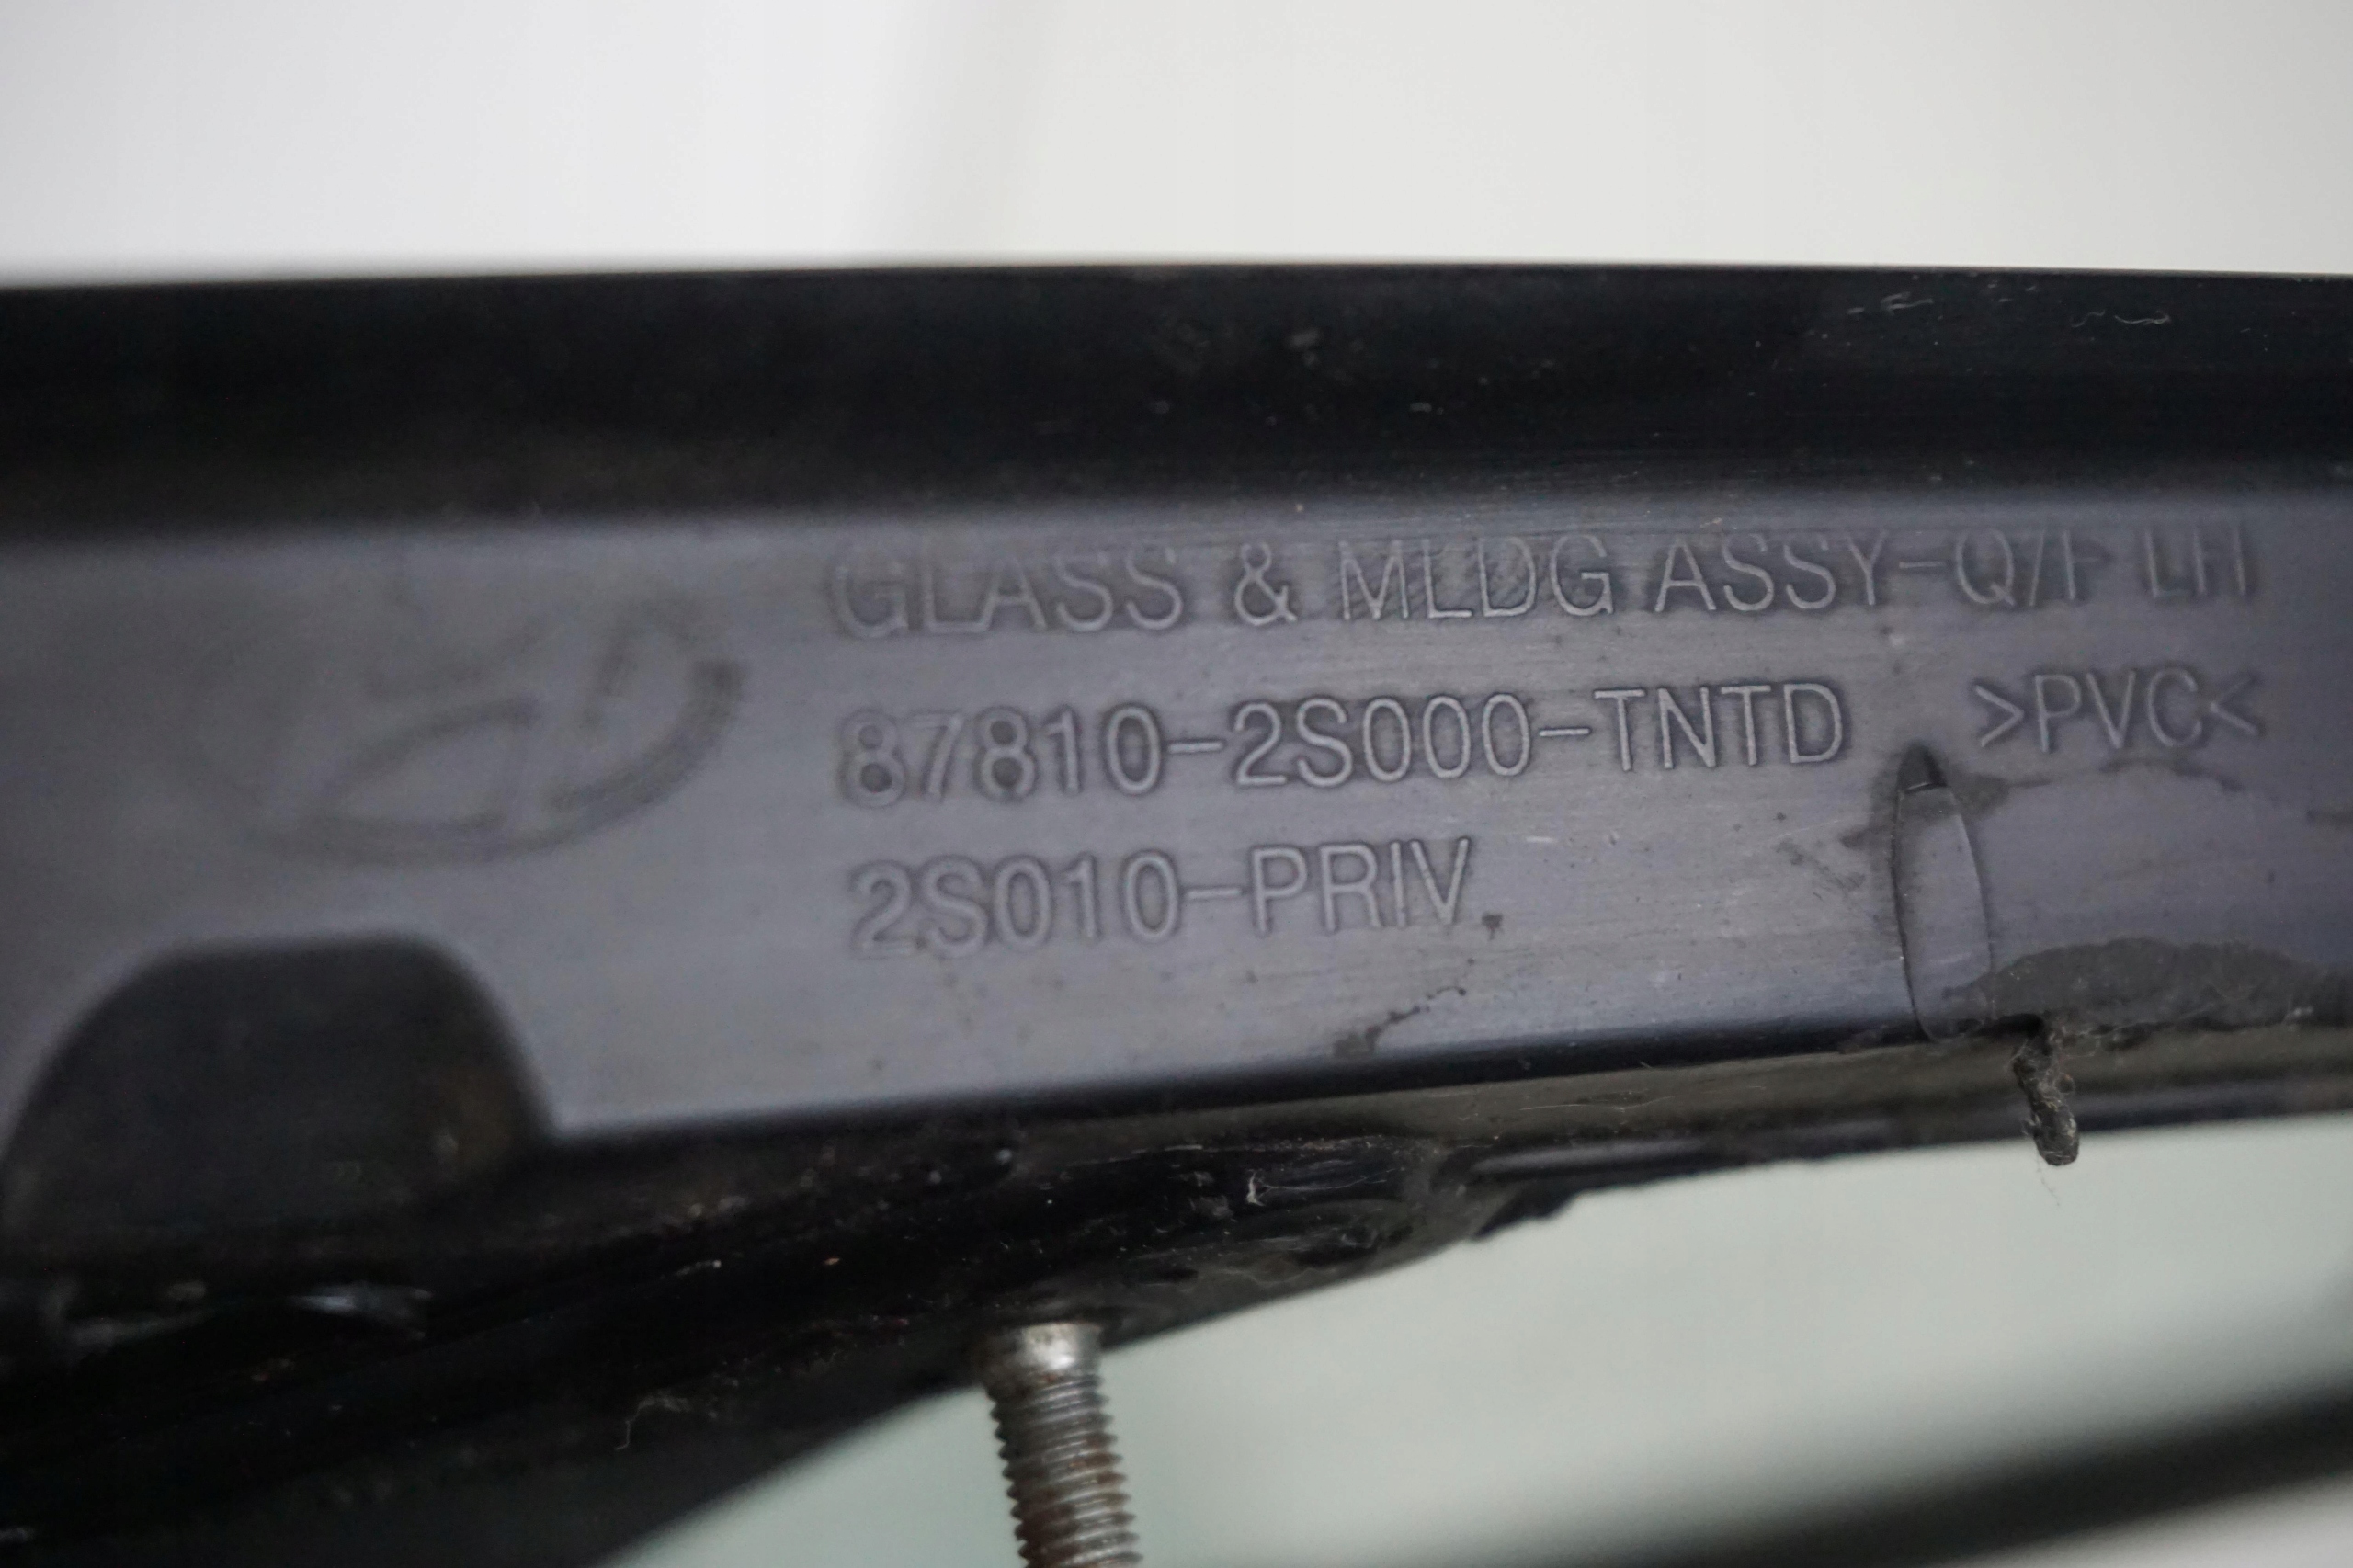 GLASS & MLDG ASSY-Q/F LH
87810-2S000-TNTD >PVC<
2S010-PRIV